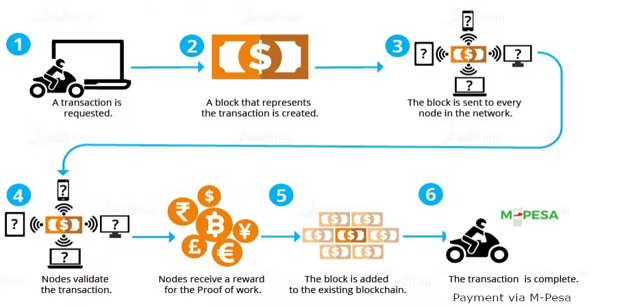 1
A transaction is
requested.
2
A block that represents
the transaction is created.
3
The block is sent to every
node in the network.
4
Nodes validate
the transaction.
Nodes receive a reward
for the Proof of work.
5
The block is added
to the existing blockchain.
6
M-PESA
The transaction is complete.
Payment via M-Pesa